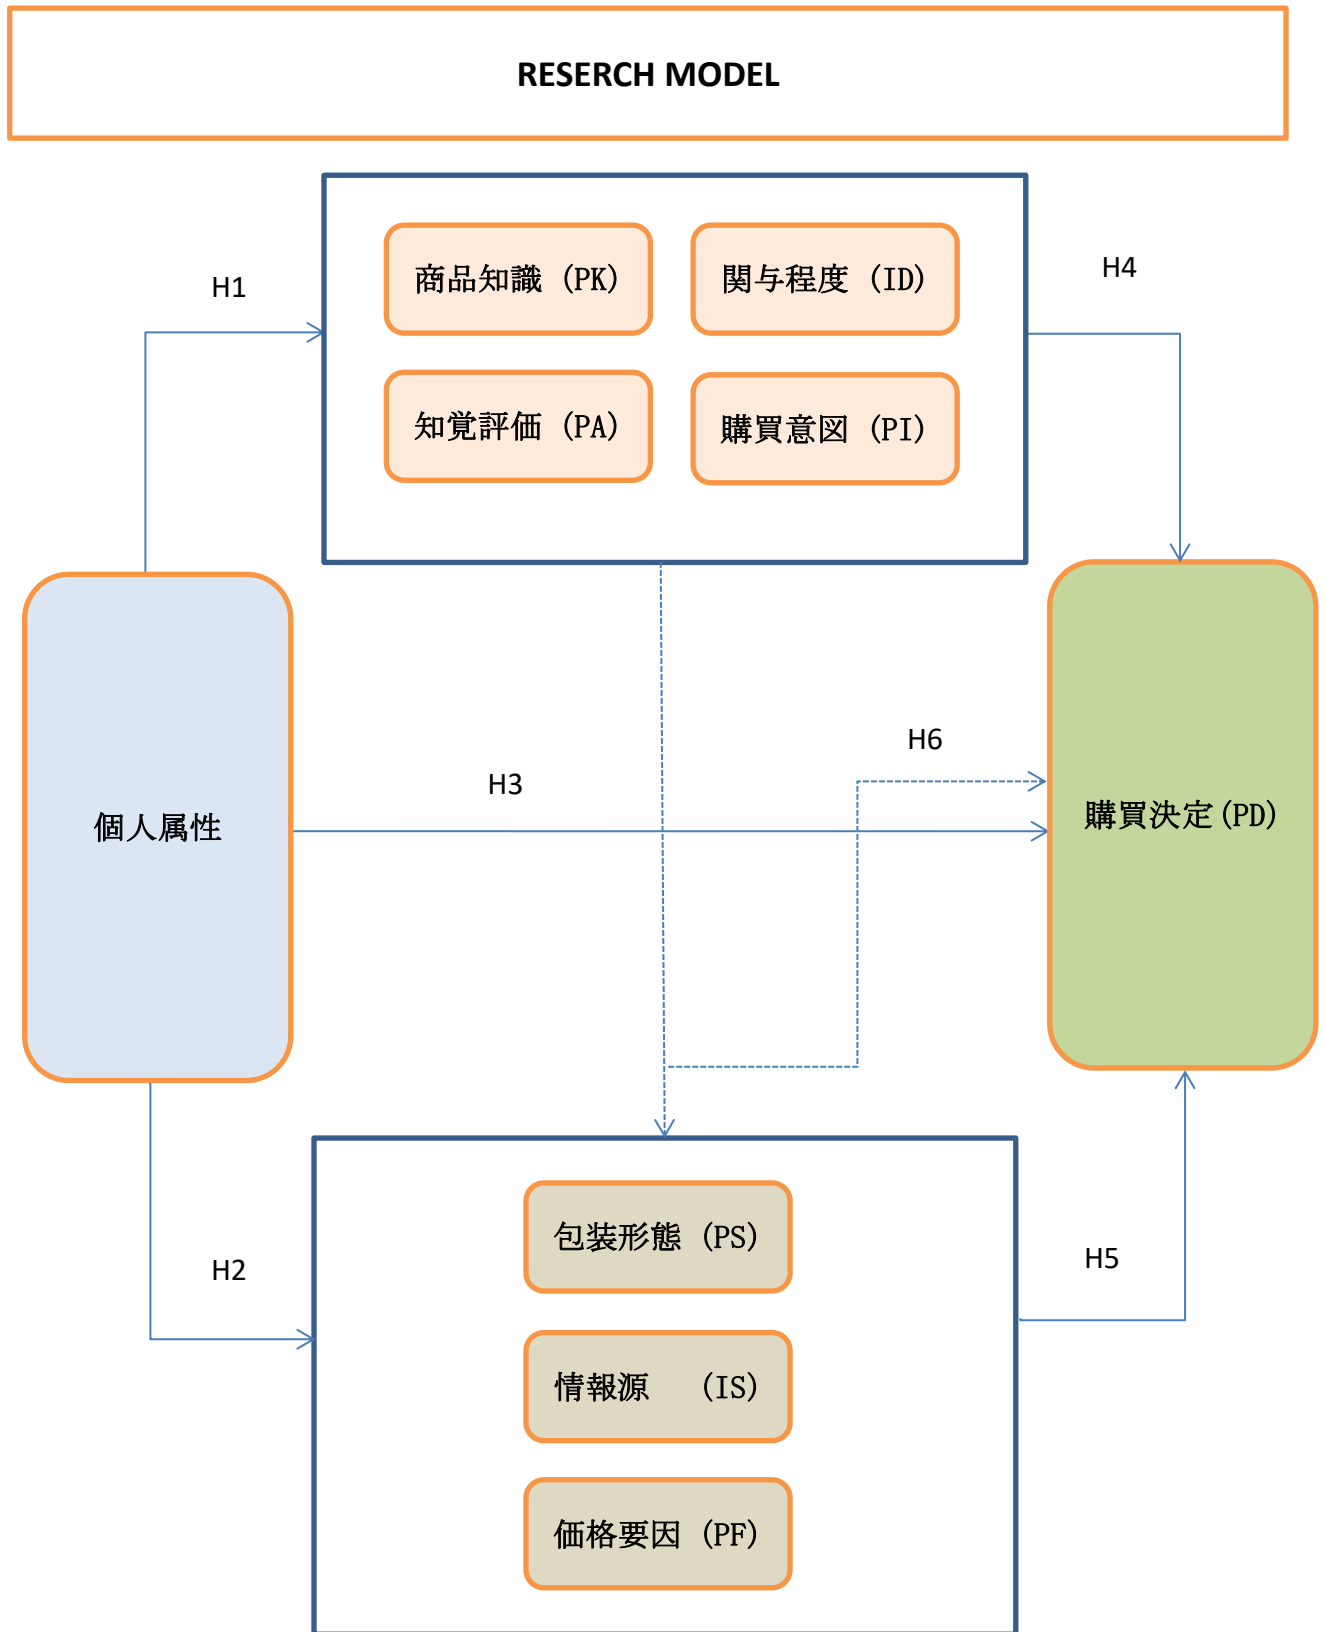 RESERCH MODEL
H1
商品知識 (PK)
関与程度 (ID)
H4
知覚評価 (PA)
購買意図 (PI)
H6
H3
個人属性
購買決定(PD)
包装形態 (PS)
H2
H5
情報源 (IS)
価格要因 (PF)